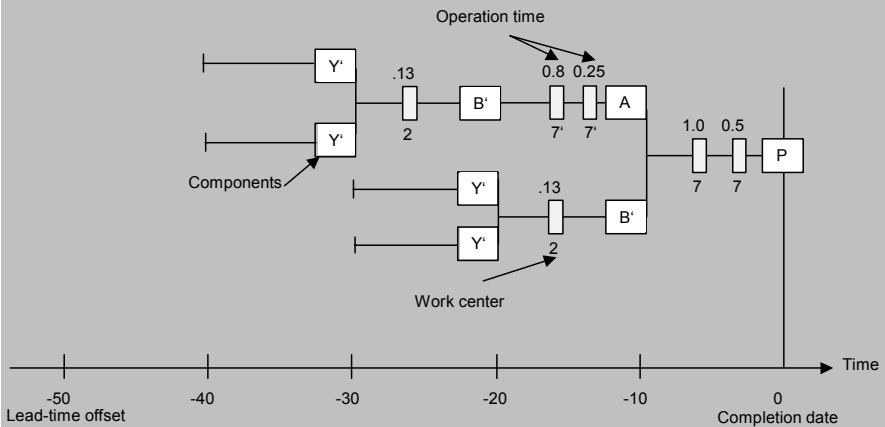 Operation time
Y‘
.13
0.8 0.25
B‘
A
2
7‘ 7‘
Y‘
1.0 0.5
P
7 7
Components
Y‘
.13
B‘
Y‘
2
Work center
Time
-50 -40 -30 -20 -10 0
Lead-time offset
Completion date